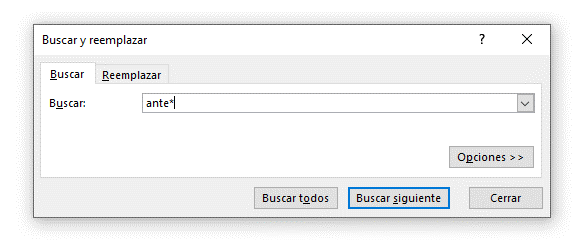 Buscar y reemplazar ? ×
Buscar Reemplazar
Buscar: ante*
Opciones >>
Buscar todos Buscar siguiente Cerrar